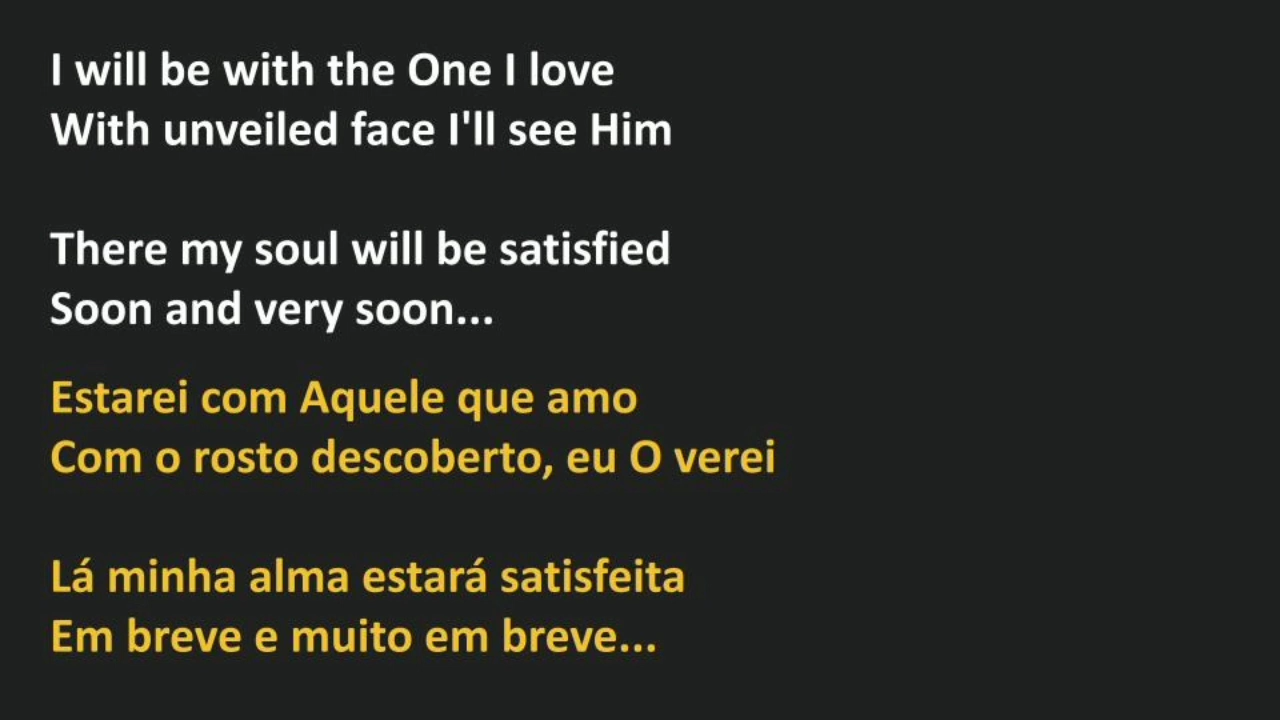 I will be with the One I love
With unveiled face I'll see Him
There my soul will be satisfied
Soon and very soon...
Estarei com Aquele que amo
Com o rosto descoberto, eu O verei
Lá minha alma estará satisfeita
Em breve e muito em breve...